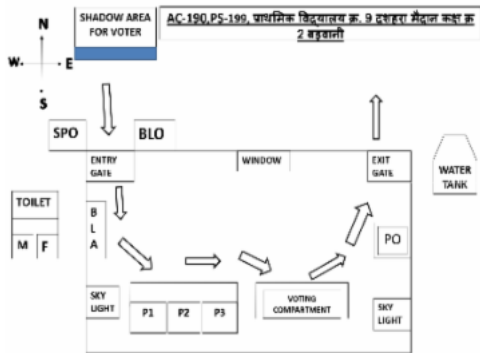 SHADOW AREA
FOR VOTER
AC-190,PS-199, प्राथमिक विद्यालय क्र. 9 दशहरा मैदान कक्ष क्र
2 बड़वानी
N
W
E
S
SPO
BLO
ENTRY
GATE
WINDOW
EXIT
GATE
WATER
TANK
TOILET
M
F
B
L
A
PO
SKY
LIGHT
P1
P2
P3
VOTING
COMPARTMENT
SKY
LIGHT